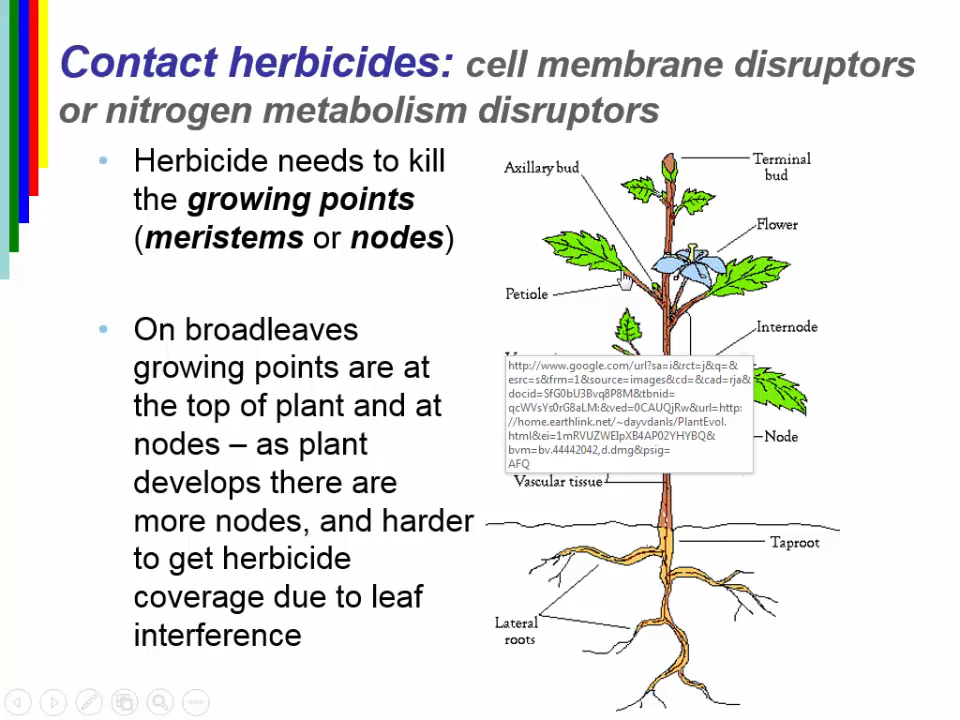 Contact herbicides: cell membrane disruptors
or nitrogen metabolism disruptors
• Herbicide needs to kill
the growing points
(meristems or nodes)
• On broadleaves
growing points are at
the top of plant and at
nodes – as plant
develops there are
more nodes, and harder
to get herbicide
coverage due to leaf
interference
Axillary bud
Terminal
bud
Flower
Petiole
Internode
http://www.google.com/url?sa=i&rct=j&q=&
esrc=s&frm=1&source=images&cd=&cad=rja&
docid=SfG0bU3Bvq8P8M&tbnid=
qcWVsYs0rG8aLM:&ved=0CAUQjRw&url=http:
//home.earthlink.net/~dayvdanls/PlantEvol.
html&ei=1mRVUZWEIpXB4AP02YHYBQ&
bvm=bv.44442042,d.dmg&psig=
AFQ
Node
Vascular tissue
Taproot
Lateral
roots